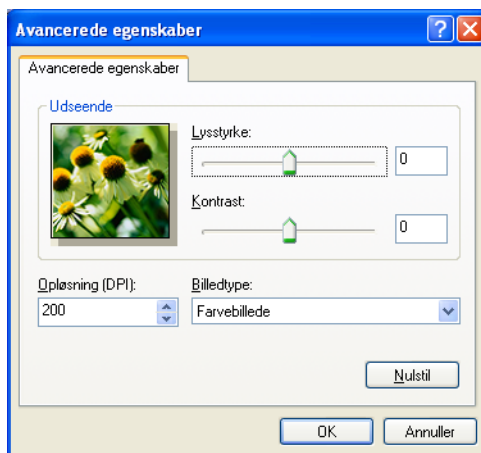 Avancerede egenskaber
Avancerede egenskaber
Udseende
Lysstyrke:
0
Kontrast:
0
Opløsning (DPI):
Billedtype:
200
Farvebillede
Nulstil
OK
Annuller